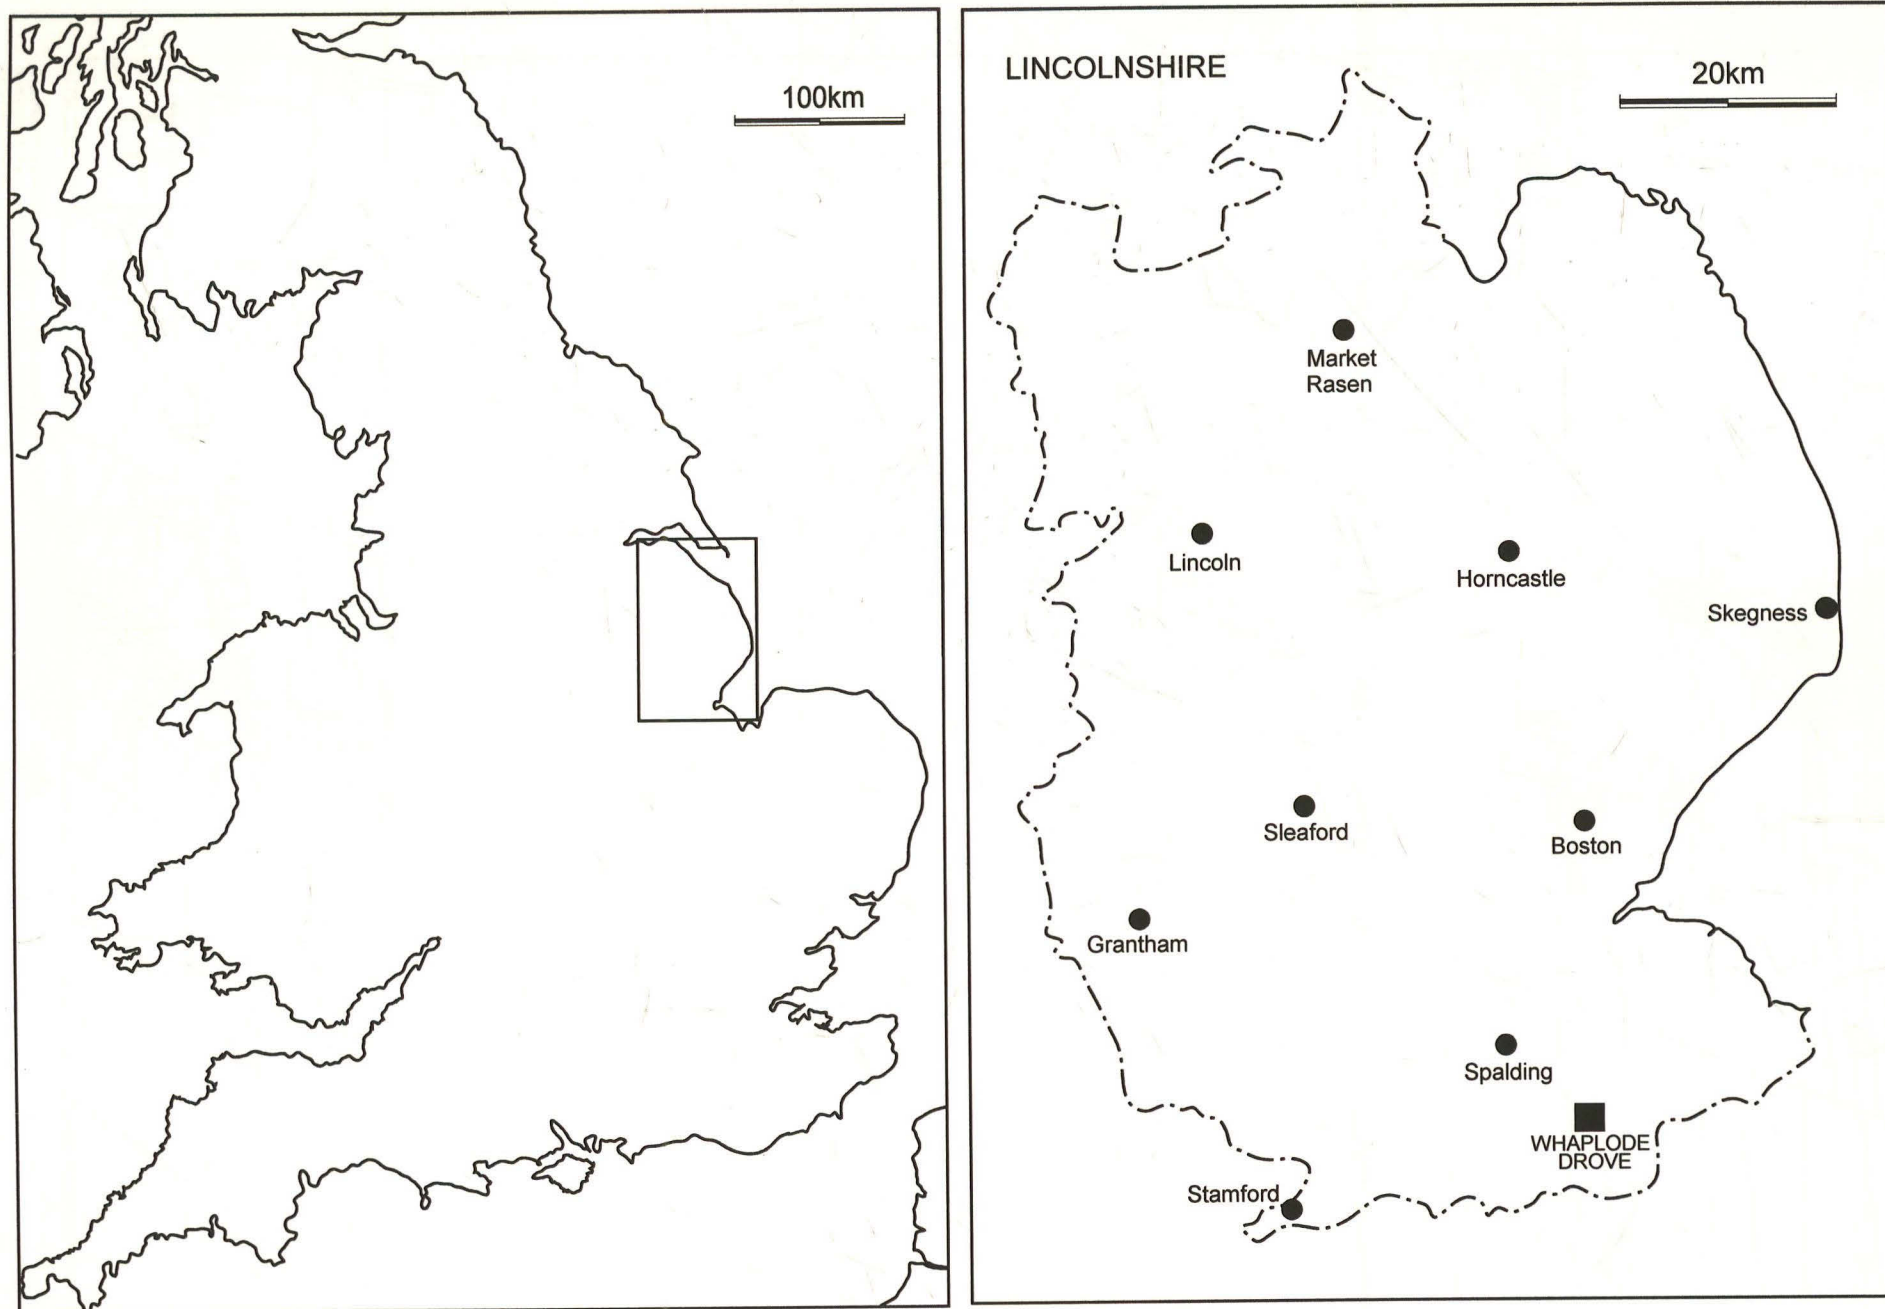 100km
LINCOLNSHIRE
20km
Market
Rasen
Lincoln
Horncastle
Skegness
Sleaford
Boston
Grantham
Spalding
WHAPLODE
DROVE
Stamford